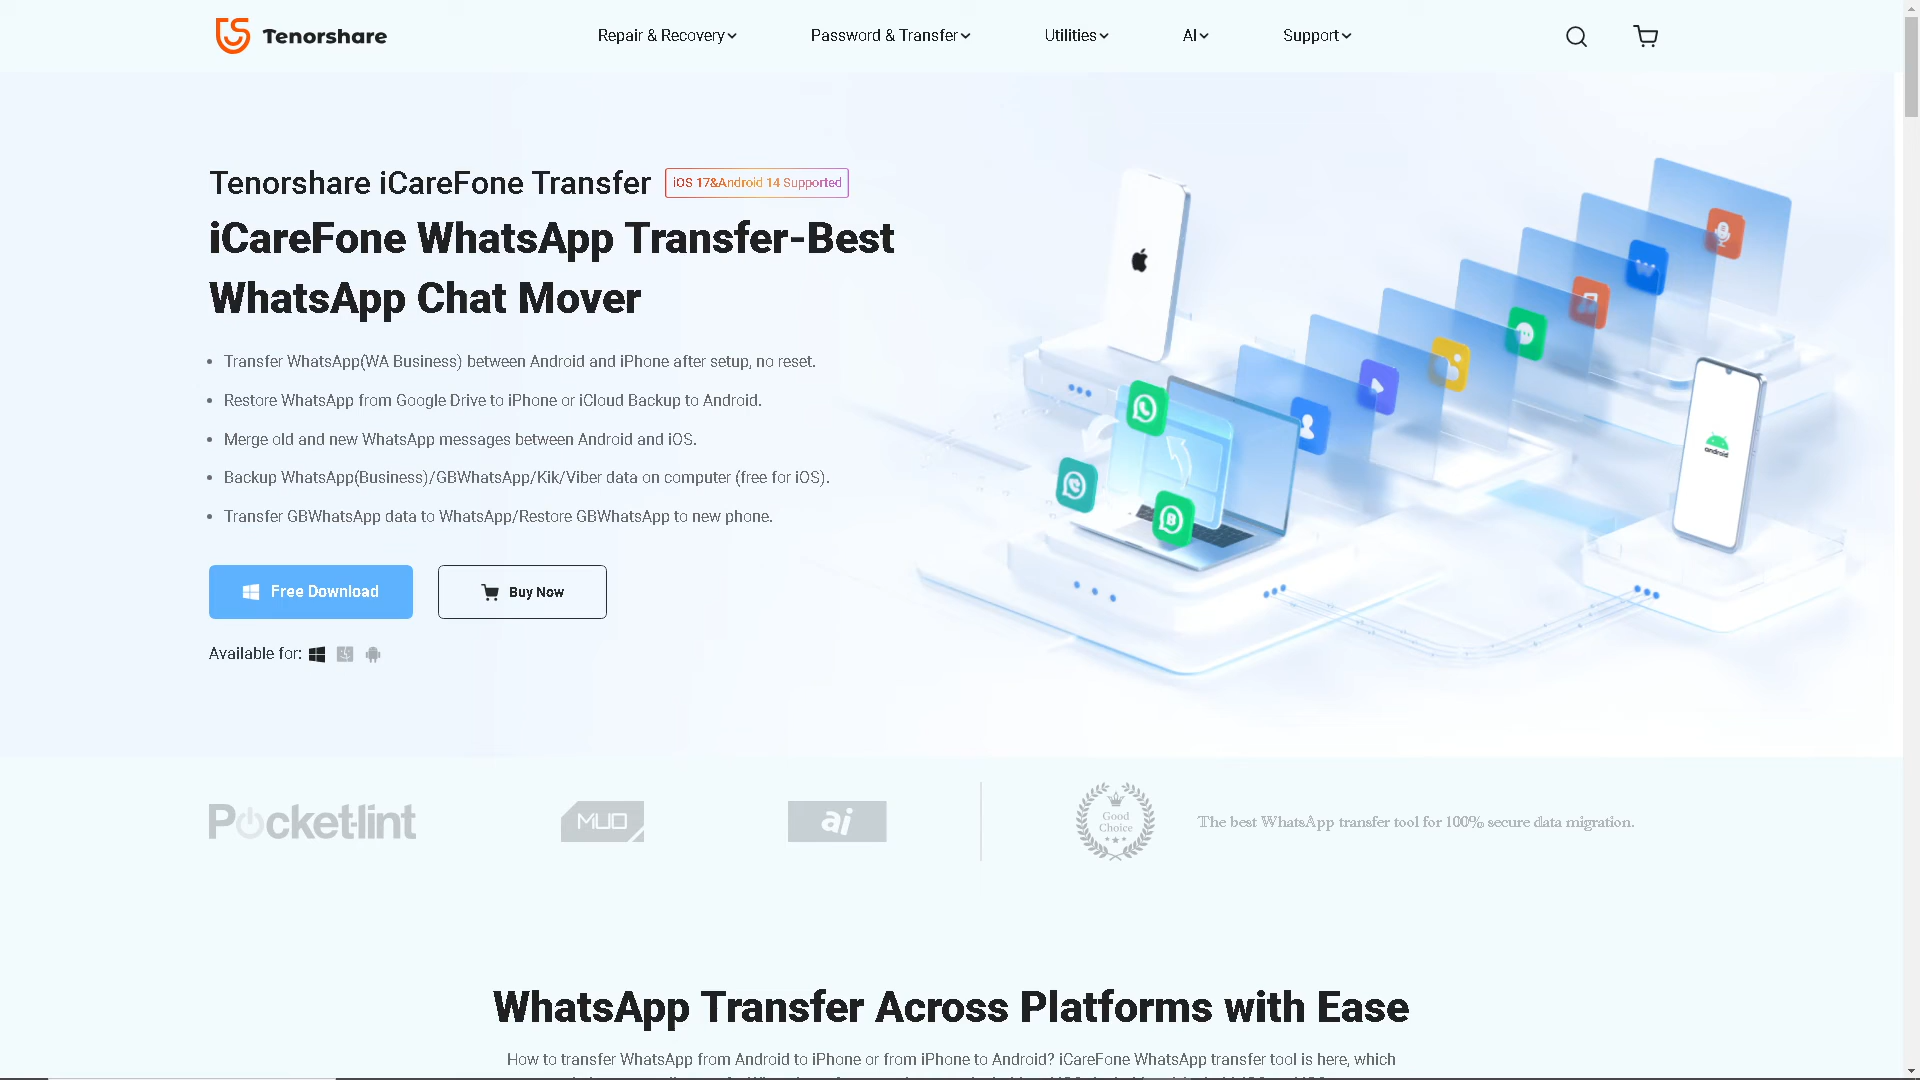 Tenorshare
Repair & Recovery
Password & Transfer
Utilities
AI
Support
Tenorshare iCareFone Transfer
iOS 17&Android 14 Supported
iCareFone WhatsApp Transfer-Best
WhatsApp Chat Mover
Transfer WhatsApp(WA Business) between Android and iPhone after setup, no reset.
Restore WhatsApp from Google Drive to iPhone or iCloud Backup to Android.
Merge old and new WhatsApp messages between Android and iOS.
Backup WhatsApp(Business)/GBWhatsApp/Kik/Viber data on computer (free for iOS).
Transfer GBWhatsApp data to WhatsApp/Restore GBWhatsApp to new phone.
Free Download
Buy Now
Available for:
android
Pocket-lint
MUO
ai
Good
Choice
The best WhatsApp transfer tool for 100% secure data migration.
WhatsApp Transfer Across Platforms with Ease
How to transfer WhatsApp from Android to iPhone or from iPhone to Android? iCareFone WhatsApp transfer tool is here, which